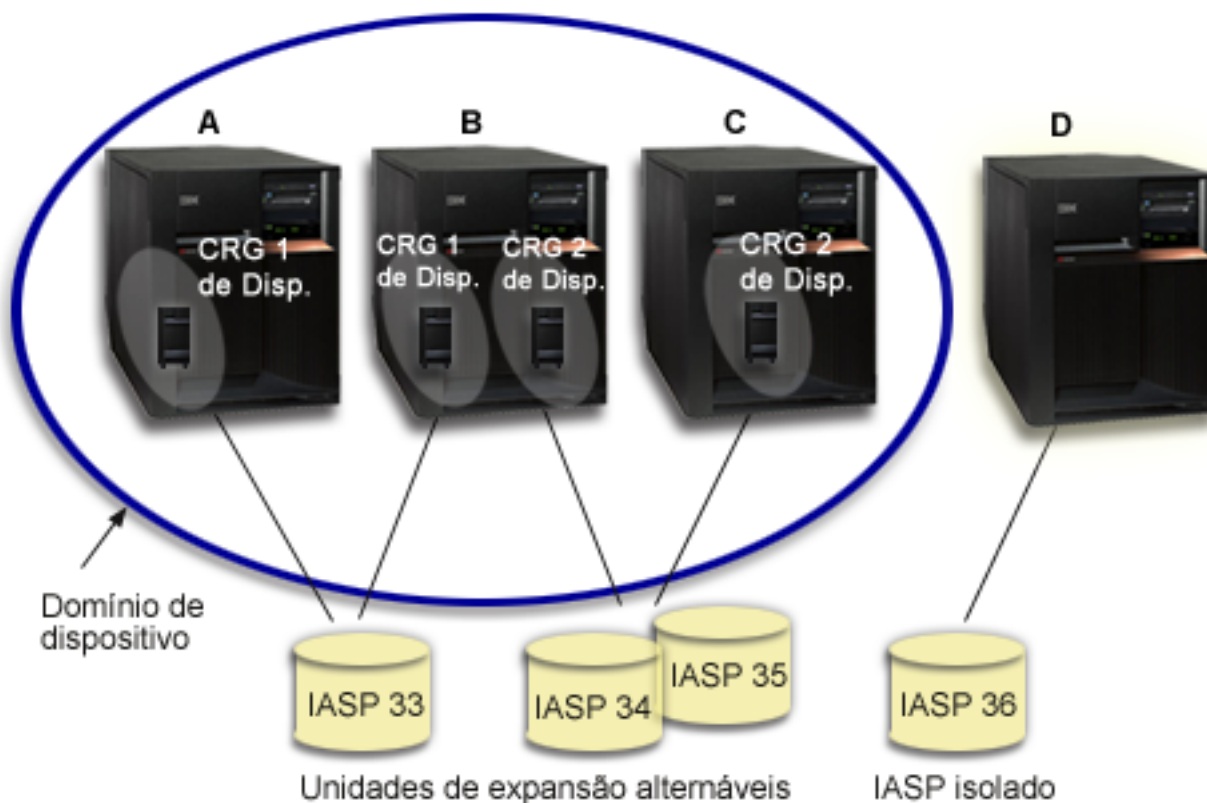 A
B
C
D
CRG 1
de Disp.
CRG 1
de Disp.
CRG 2
de Disp.
CRG 2
de Disp.
Domínio de
dispositivo
IASP 33
IASP 34
IASP 35
IASP 36
Unidades de expansão alternáveis
IASP isolado